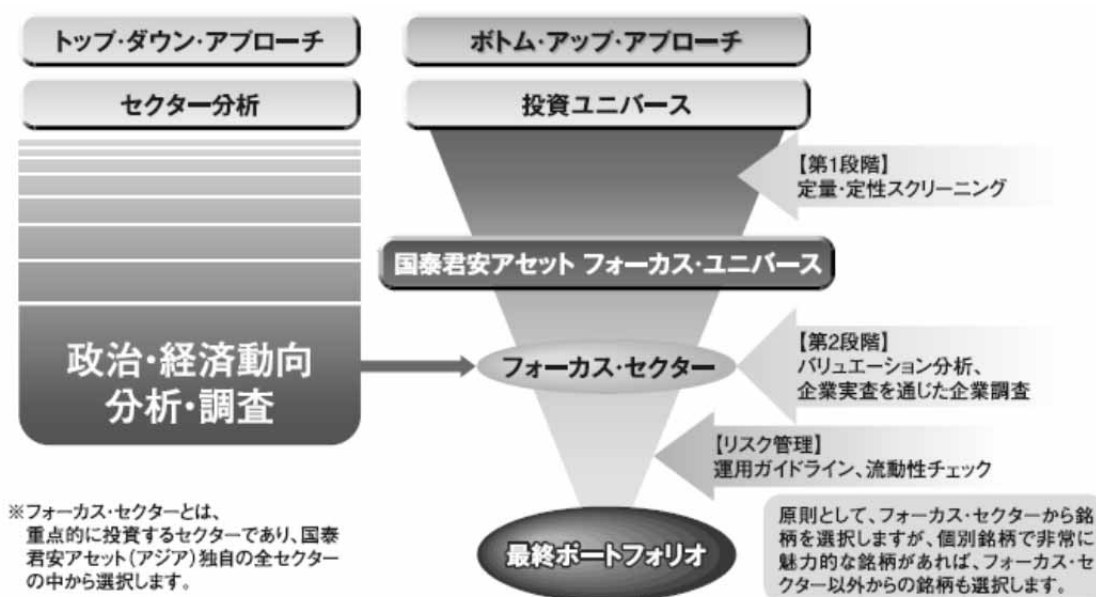 トップ・ダウン・アプローチ
セクター分析
政治・経済動向
分析・調査
※フォーカス・セクターとは、
重点的に投資するセクターであり、国泰
君安アセット(アジア)独自の全セクター
の中から選択します。
ボトム・アップ・アプローチ
投資ユニバース
【第1段階】
定量・定性スクリーニング
国泰君安アセット フォーカス・ユニバース
フォーカス・セクター
【第2段階】
バリュエーション分析、
企業実査を通じた企業調査
【リスク管理】
運用ガイドライン、流動性チェック
最終ポートフォリオ
原則として、フォーカス・セクターから銘
柄を選択しますが、個別銘柄で非常に
魅力的な銘柄があれば、フォーカス・セ
クター以外からの銘柄も選択します。